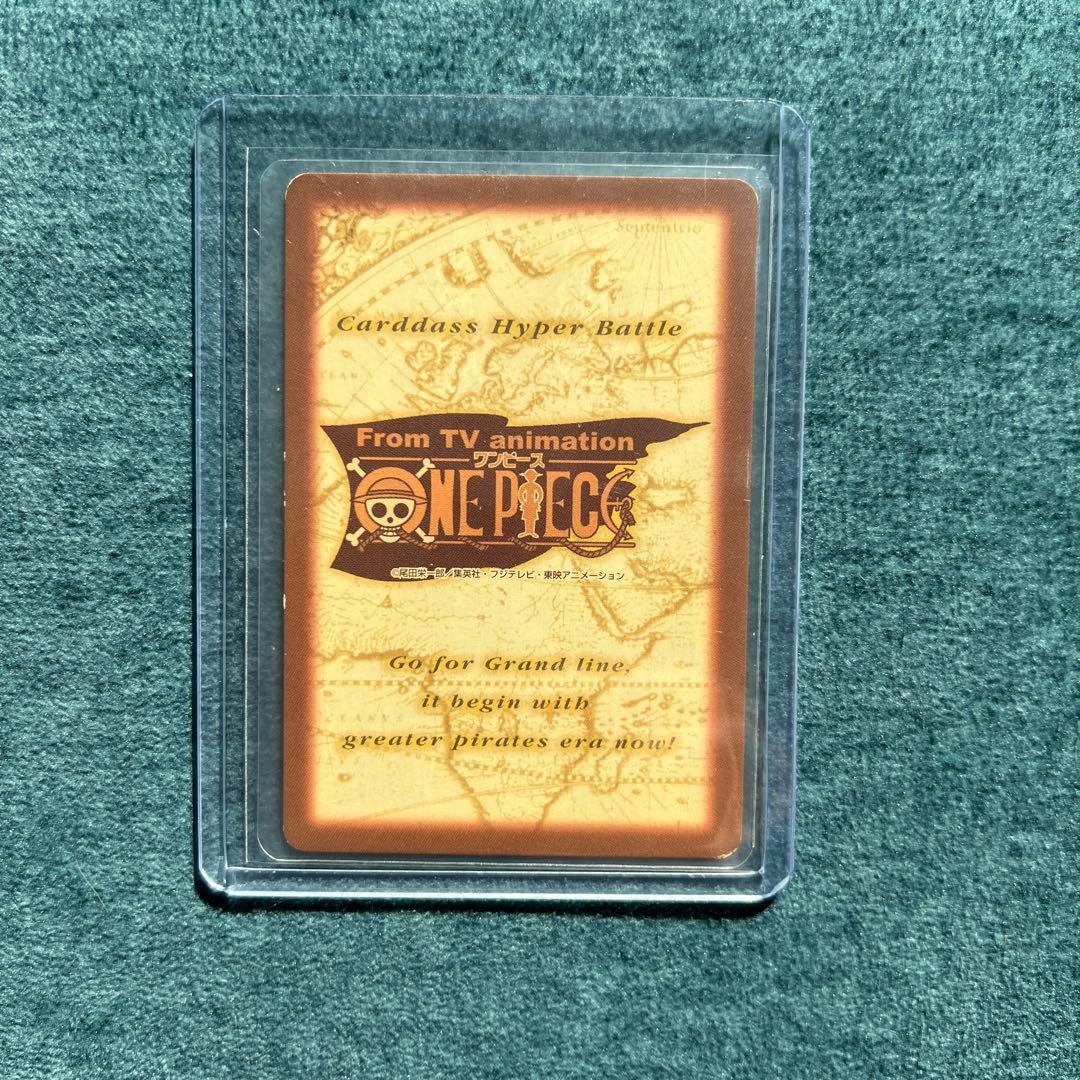 Septentrio
Carddass Hyper Battle
From TV animation
ワンピース
ONE PIECE
©尾田栄一郎／集英社・フジテレビ・東映アニメーション
Go for Grand line,
it begin with
greater pirates era now!